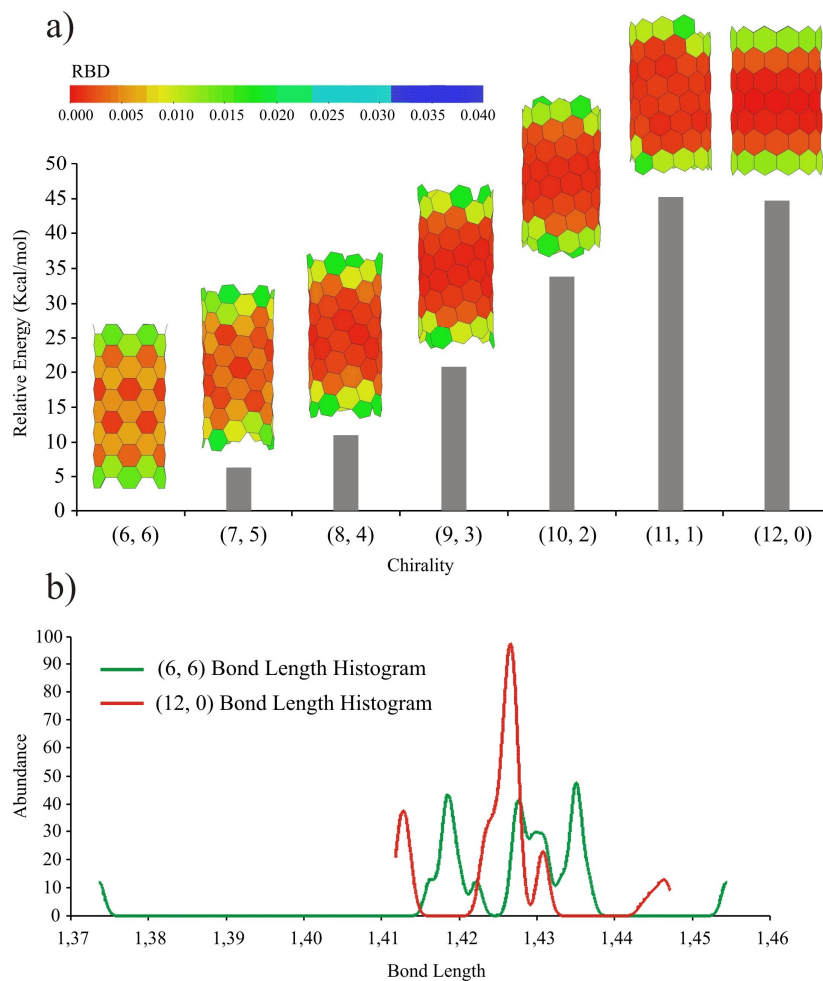 a)
RBD
0.000 0.005 0.010 0.015 0.020 0.025 0.030 0.035 0.040
50
45
40
35
30
25
20
15
10
5
0
Relative Energy (Kcal/mol)
(6, 6) (7, 5) (8, 4) (9, 3) (10, 2) (11, 1) (12, 0)
Chirality
b)
100
90
80
70
60
50
40
30
20
10
0
Abundance
(6, 6) Bond Length Histogram
(12, 0) Bond Length Histogram
1,37 1,38 1,39 1,40 1,41 1,42 1,43 1,44 1,45 1,46
Bond Length